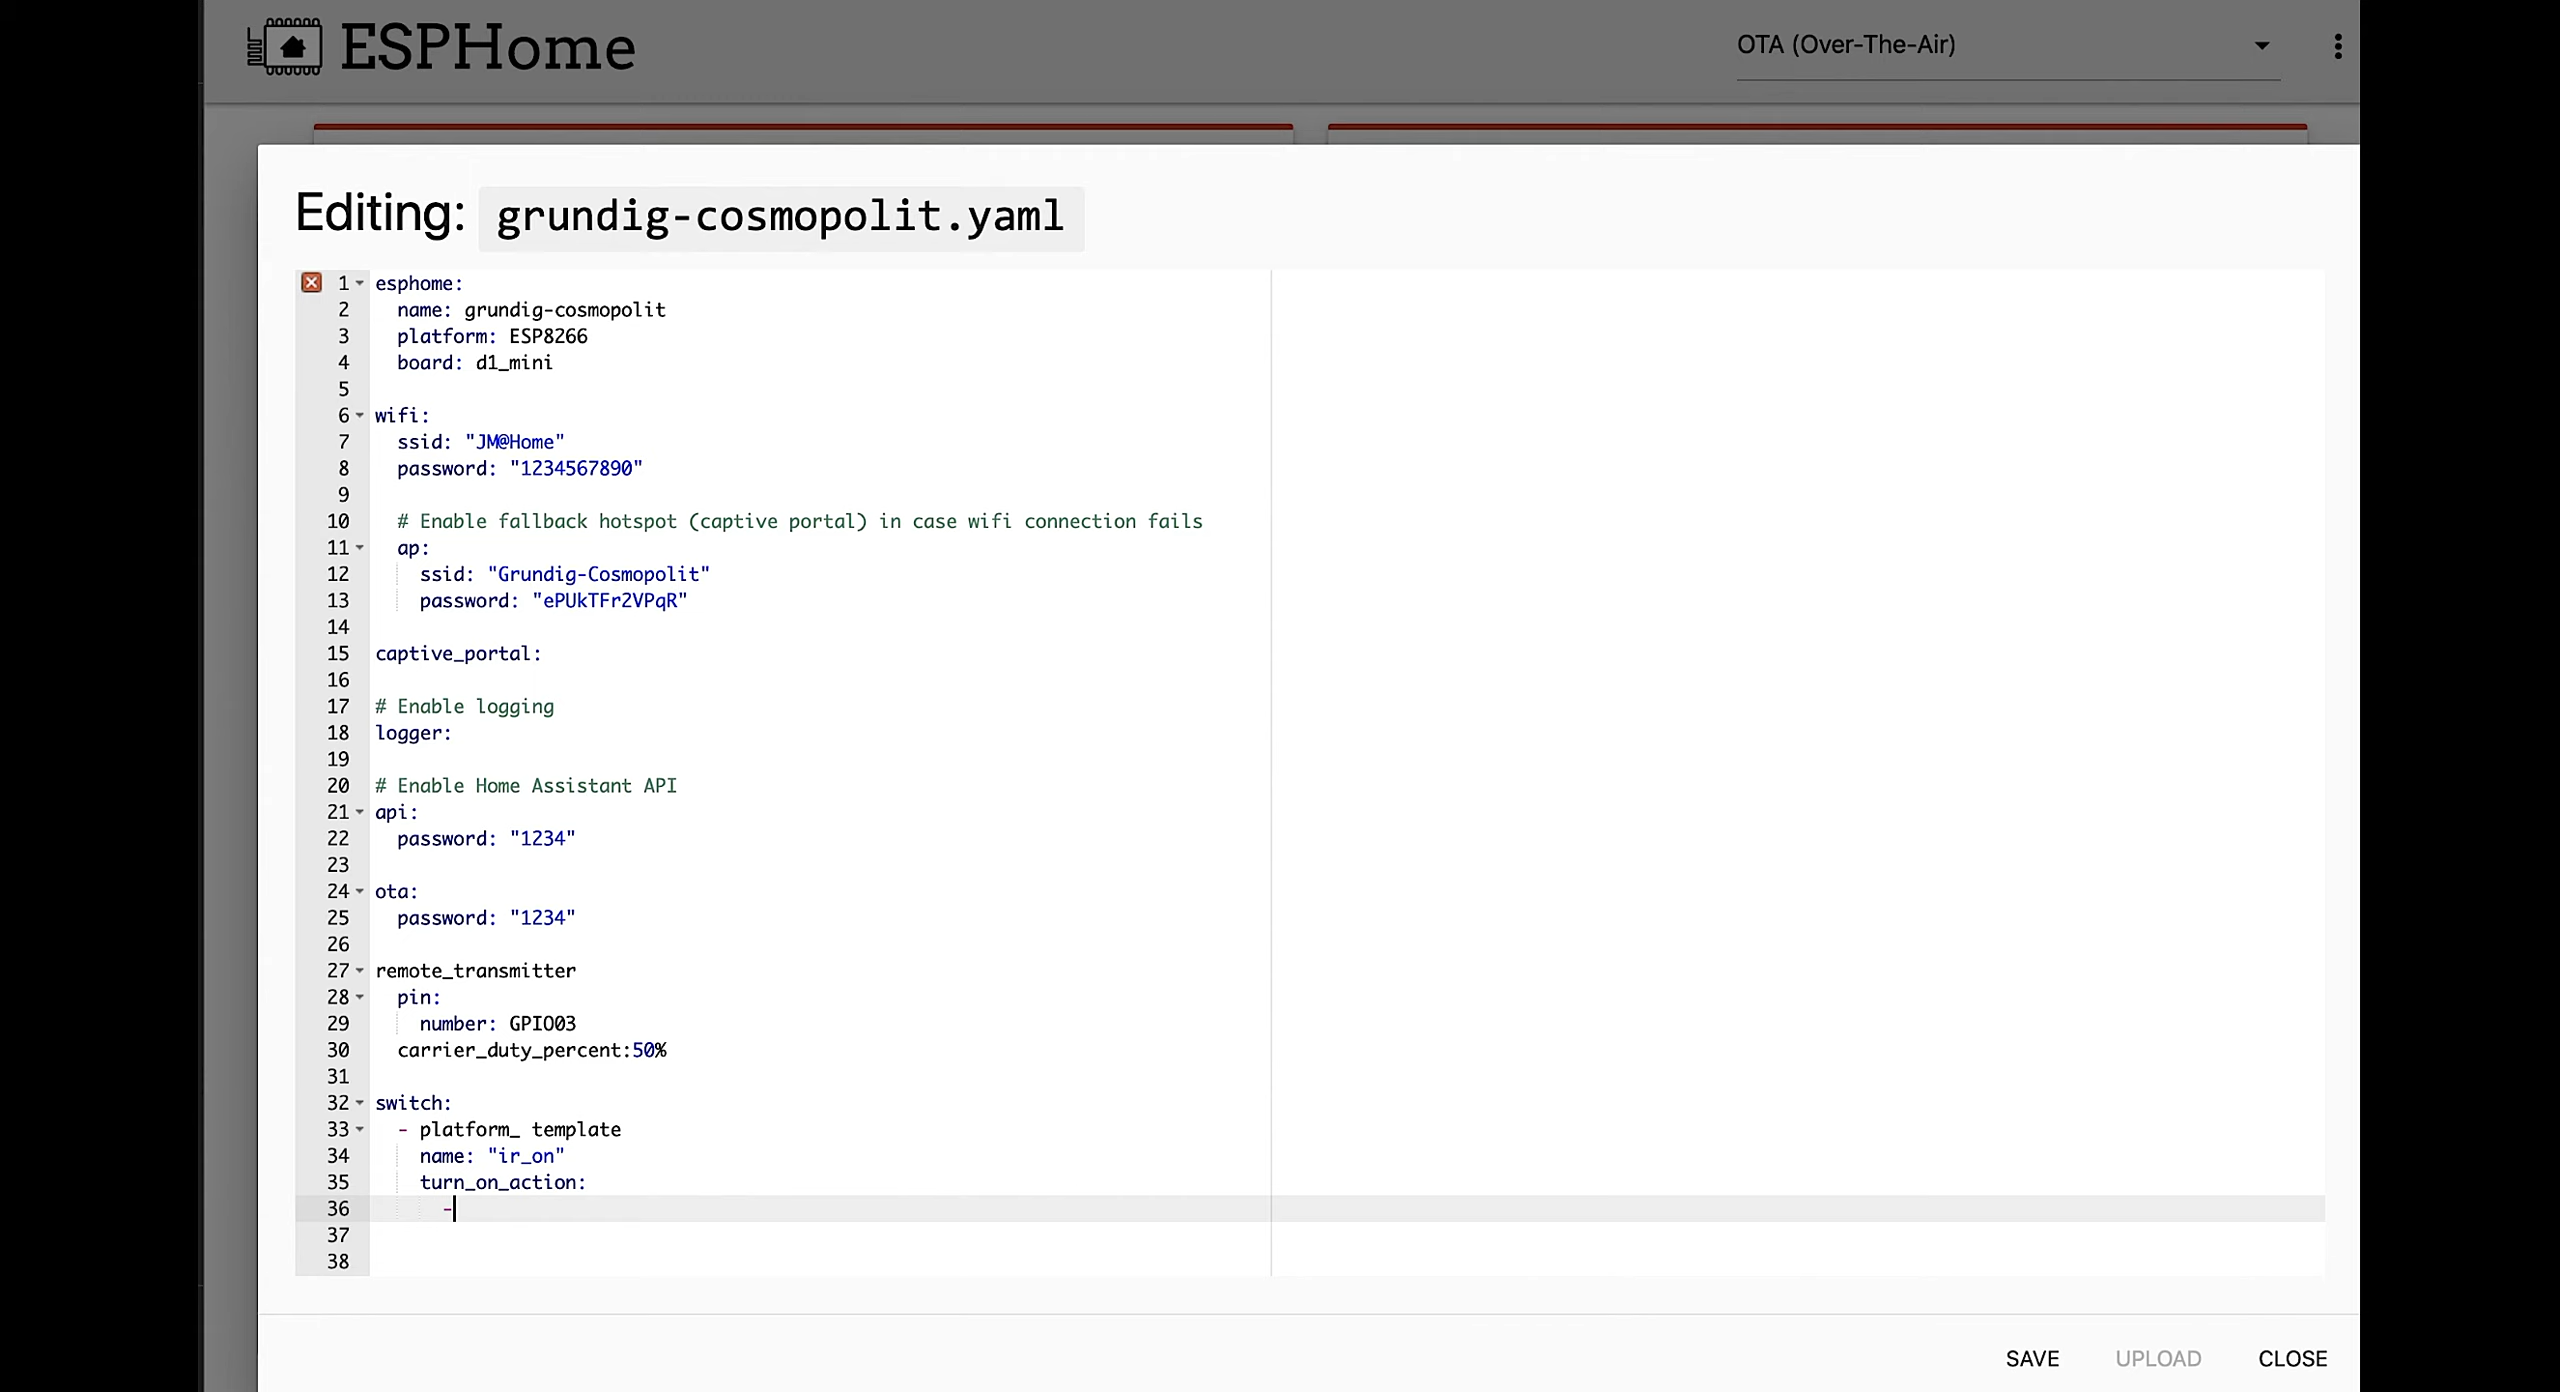 ESPHome
OTA (Over-The-Air)
Editing: grundig-cosmopolit.yaml
1 esphome:
2   name: grundig-cosmopolit
3   platform: ESP8266
4   board: d1_mini
5
6 wifi:
7   ssid: "JM@Home"
8   password: "1234567890"
9
10   # Enable fallback hotspot (captive portal) in case wifi connection fails
11   ap:
12     ssid: "Grundig-Cosmopolit"
13     password: "ePUkTFr2VPqR"
14
15 captive_portal:
16
17 # Enable logging
18 logger:
19
20 # Enable Home Assistant API
21 api:
22   password: "1234"
23
24 ota:
25   password: "1234"
26
27 remote_transmitter
28   pin:
29     number: GPIO03
30   carrier_duty_percent:50%
31
32 switch:
33   - platform_ template
34     name: "ir_on"
35     turn_on_action:
36       -
37
38
SAVE UPLOAD CLOSE